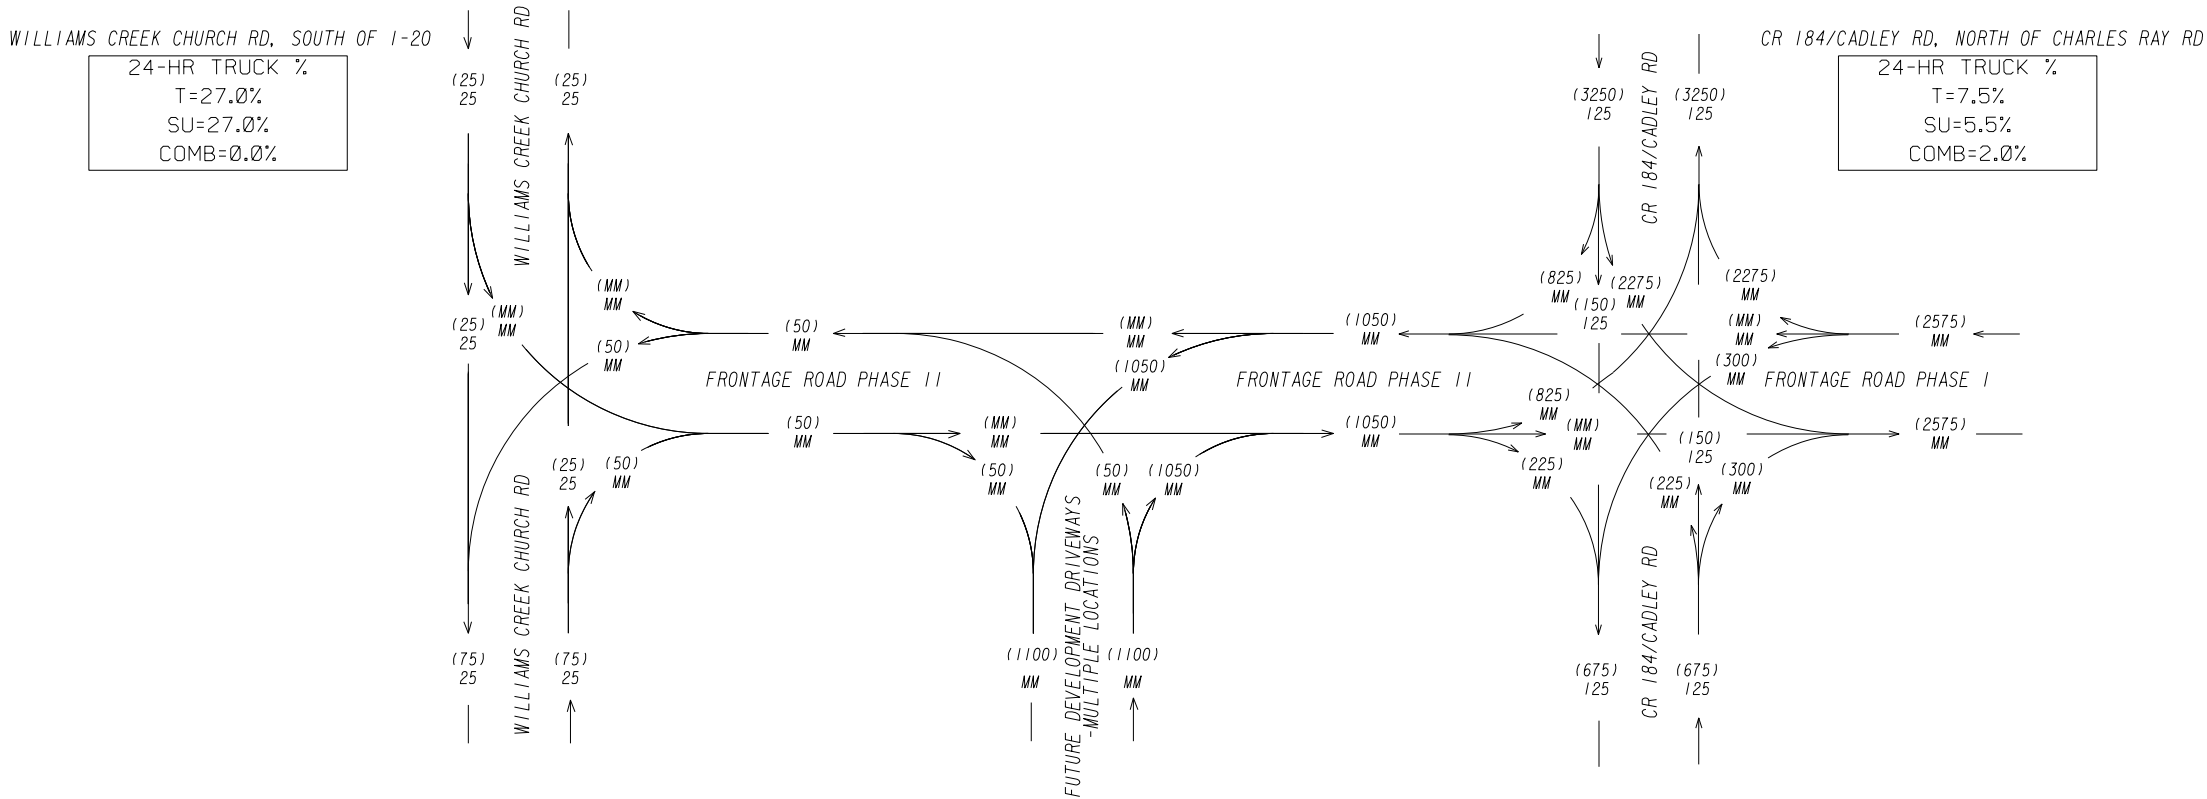 WILLIAMS CREEK CHURCH RD, SOUTH OF I-20
24-HR TRUCK %
T=27.0%
SU=27.0%
COMB=0.0%
(25)
25
WILLIAMS CREEK CHURCH RD
(25)
25
(25)
25
(MM)
MM
(MM)
MM
(50)
MM
(25)
25
(50)
MM
WILLIAMS CREEK CHURCH RD
(75)
25
(75)
25
(50)
MM
FRONTAGE ROAD PHASE II
(50)
MM
(MM)
MM
(1050)
MM
(MM)
MM
(50)
MM
(50)
MM
(1050)
MM
FUTURE DEVELOPMENT DRIVEWAYS
-MULTIPLE LOCATIONS
(1100)
MM
(1100)
MM
(1050)
MM
FRONTAGE ROAD PHASE II
(1050)
MM
CR 184/CADLEY RD, NORTH OF CHARLES RAY RD
24-HR TRUCK %
T=7.5%
SU=5.5%
COMB=2.0%
(3250)
125
CR 184/CADLEY RD
(3250)
125
(825)
MM
(150)
125
(2275)
MM
(2275)
MM
(MM)
MM
(300)
MM
(2575)
MM
FRONTAGE ROAD PHASE I
(2575)
MM
(825)
MM
(MM)
MM
(225)
MM
(150)
125
(225)
MM
(300)
MM
CR 184/CADLEY RD
(675)
125
(675)
125